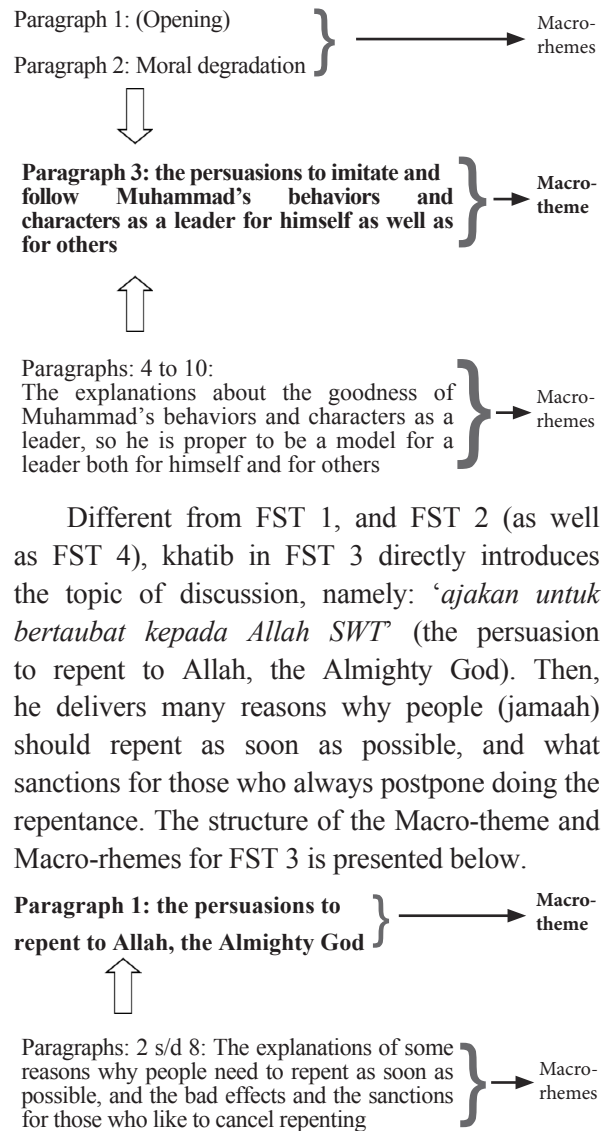 Paragraph 1: (Opening)
Paragraph 2: Moral degradation
Macro-
rhemes
Paragraph 3: the persuasions to imitate and
follow Muhammad’s behaviors and
characters as a leader for himself as well as
for others
Macro-
theme
Paragraphs: 4 to 10:
The explanations about the goodness of
Muhammad’s behaviors and characters as a
leader, so he is proper to be a model for a
leader both for himself and for others
Macro-
rhemes
Different from FST 1, and FST 2 (as well
as FST 4), khatib in FST 3 directly introduces
the topic of discussion, namely: ‘ajakan untuk
bertaubat kepada Allah SWT’ (the persuasion
to repent to Allah, the Almighty God). Then,
he delivers many reasons why people (jamaah)
should repent as soon as possible, and what
sanctions for those who always postpone doing the
repentance. The structure of the Macro-theme and
Macro-rhemes for FST 3 is presented below.
Paragraph 1: the persuasions to
repent to Allah, the Almighty God
Macro-
theme
Paragraphs: 2 s/d 8: The explanations of some
reasons why people need to repent as soon as
possible, and the bad effects and the sanctions
for those who like to cancel repenting
Macro-
rhemes